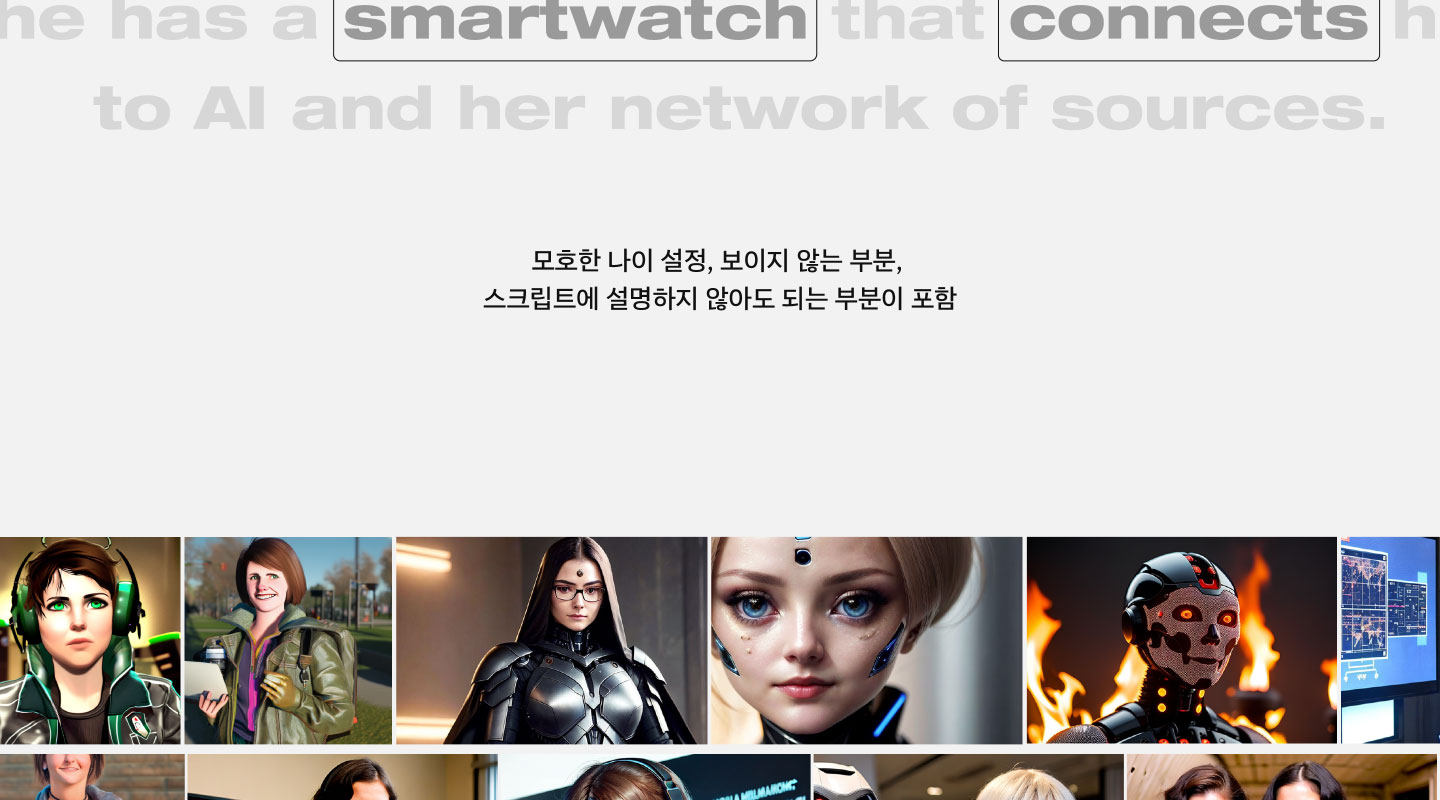 he has a smartwatch that connects h
to AI and her network of sources.
모호한 나이 설정, 보이지 않는 부분,
스크립트에 설명하지 않아도 되는 부분이 포함